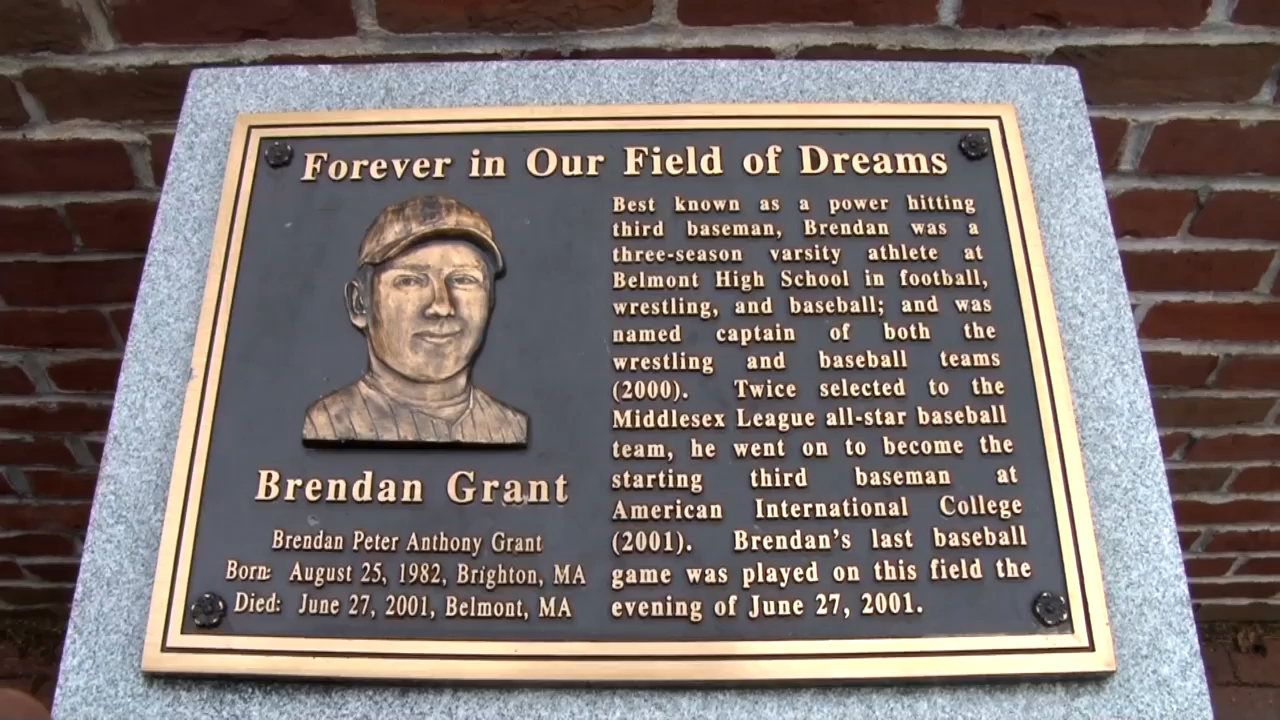 Forever in Our Field of Dreams
Best known as a power hitting
third baseman, Brendan was a
three-season varsity athlete at
Belmont High School in football,
wrestling, and baseball; and was
named captain of both the
wrestling and baseball teams
(2000). Twice selected to the
Middlesex League all-star baseball
team, he went on to become the
starting third baseman at
American International College
(2001). Brendan's last baseball
game was played on this field the
evening of June 27, 2001.
Brendan Grant
Brendan Peter Anthony Grant
Born: August 25, 1982, Brighton, MA
Died: June 27, 2001, Belmont, MA